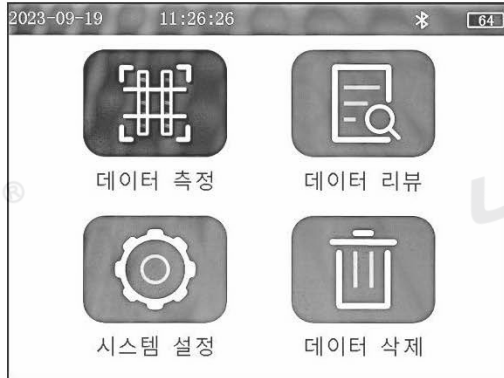 2023-09-19 11:26:26 64
데이터 측정 데이터 리뷰
시스템 설정 데이터 삭제
®